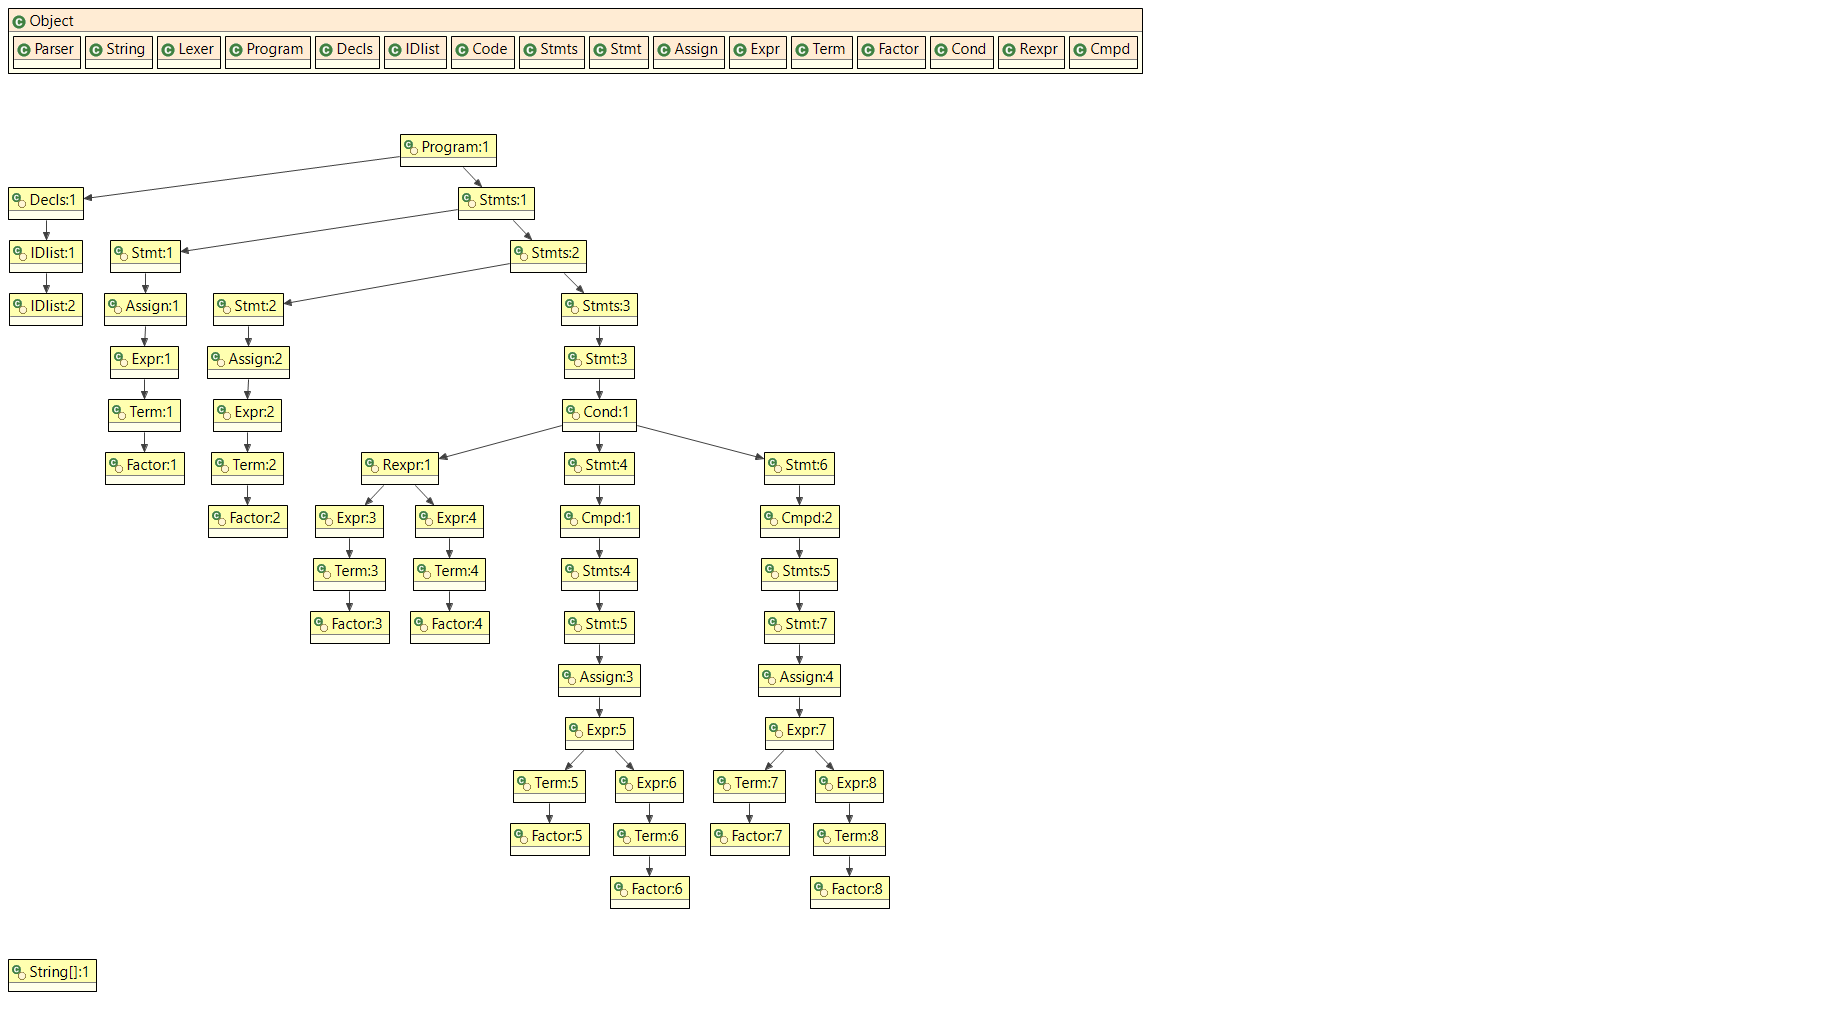 Object
Parser String Lexer Program Decls IDlist Code Stmts Stmt Assign Expr Term Factor Cond Rexpr Cmpd
Program:1
Decls:1 Stmts:1
IDlist:1 Stmt:1 Stmts:2
IDlist:2 Assign:1 Stmt:2 Stmts:3
Expr:1 Assign:2 Stmt:3
Term:1 Expr:2 Cond:1
Factor:1 Term:2 Rexpr:1 Stmt:4 Stmt:6
Factor:2 Expr:3 Expr:4 Cmpd:1 Cmpd:2
Term:3 Term:4 Stmts:4 Stmts:5
Factor:3 Factor:4 Stmt:5 Stmt:7
Assign:3 Assign:4
Expr:5 Expr:7
Term:5 Expr:6 Term:7 Expr:8
Factor:5 Term:6 Factor:7 Term:8
Factor:6 Factor:8
String[]:1